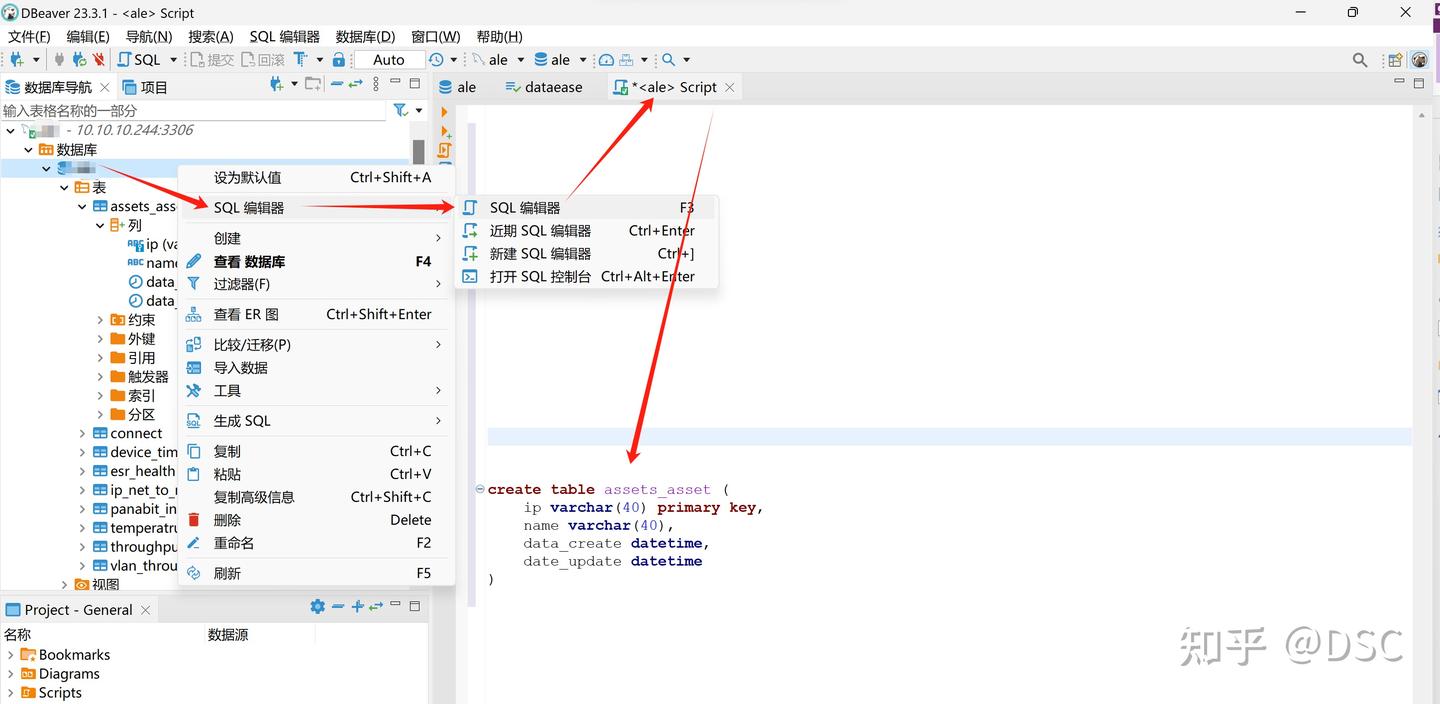 DBeaver 23.3.1 - <ale> Script
文件(F) 编辑(E) 导航(N) 搜索(A) SQL 编辑器 数据库(D) 窗口(W) 帮助(H)
SQL 提交 回滚 Auto ale ale
数据库导航 项目
输入表格名称的一部分
- 10.10.10.244:3306
数据库
表
assets_ass
列
ip (va
name
data_
data_
约束
外键
引用
触发器
索引
分区
connect
device_tim
esr_health
ip_net_to_r
panabit_in
temperatru
throughpu
vlan_throu
视图
设为默认值 Ctrl+Shift+A
SQL 编辑器
创建
查看 数据库 F4
过滤器(F)
查看 ER 图 Ctrl+Shift+Enter
比较/迁移(P)
导入数据
工具
生成 SQL
复制 Ctrl+C
粘贴 Ctrl+V
复制高级信息 Ctrl+Shift+C
删除 Delete
重命名 F2
刷新 F5
SQL 编辑器 F3
近期 SQL 编辑器 Ctrl+Enter
新建 SQL 编辑器 Ctrl+]
打开 SQL 控制台 Ctrl+Alt+Enter
ale dataease *<ale> Script
create table assets_asset (
ip varchar(40) primary key,
name varchar(40),
data_create datetime,
date_update datetime
)
Project - General
名称 数据源
Bookmarks
Diagrams
Scripts
知乎 @DSC